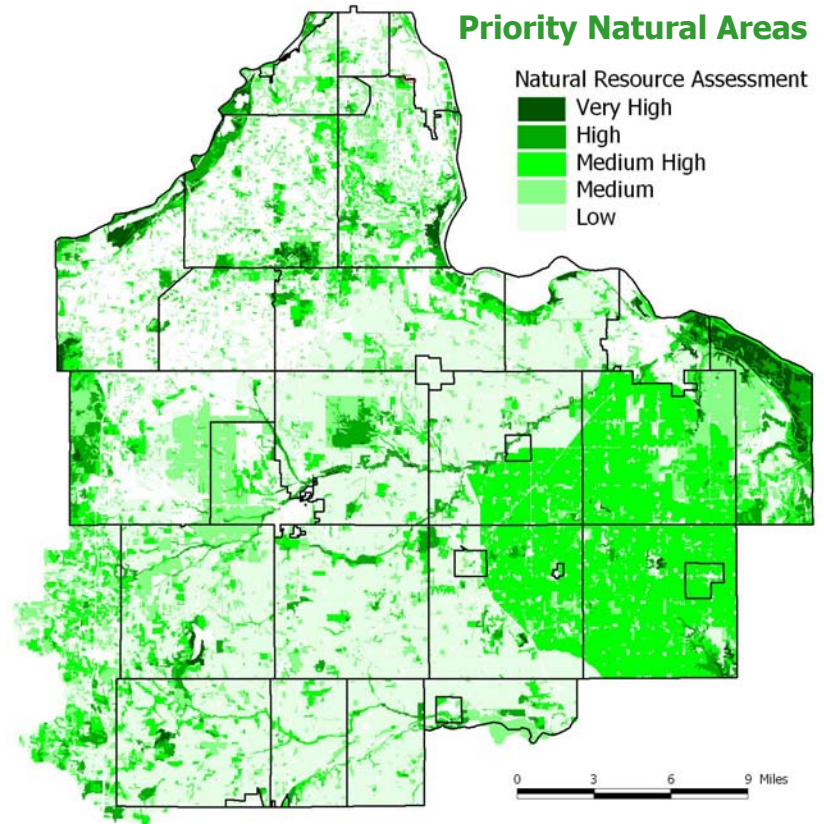 Priority Natural Areas
Natural Resource Assessment
Very High
High
Medium High
Medium
Low
0 3 6 9 Miles